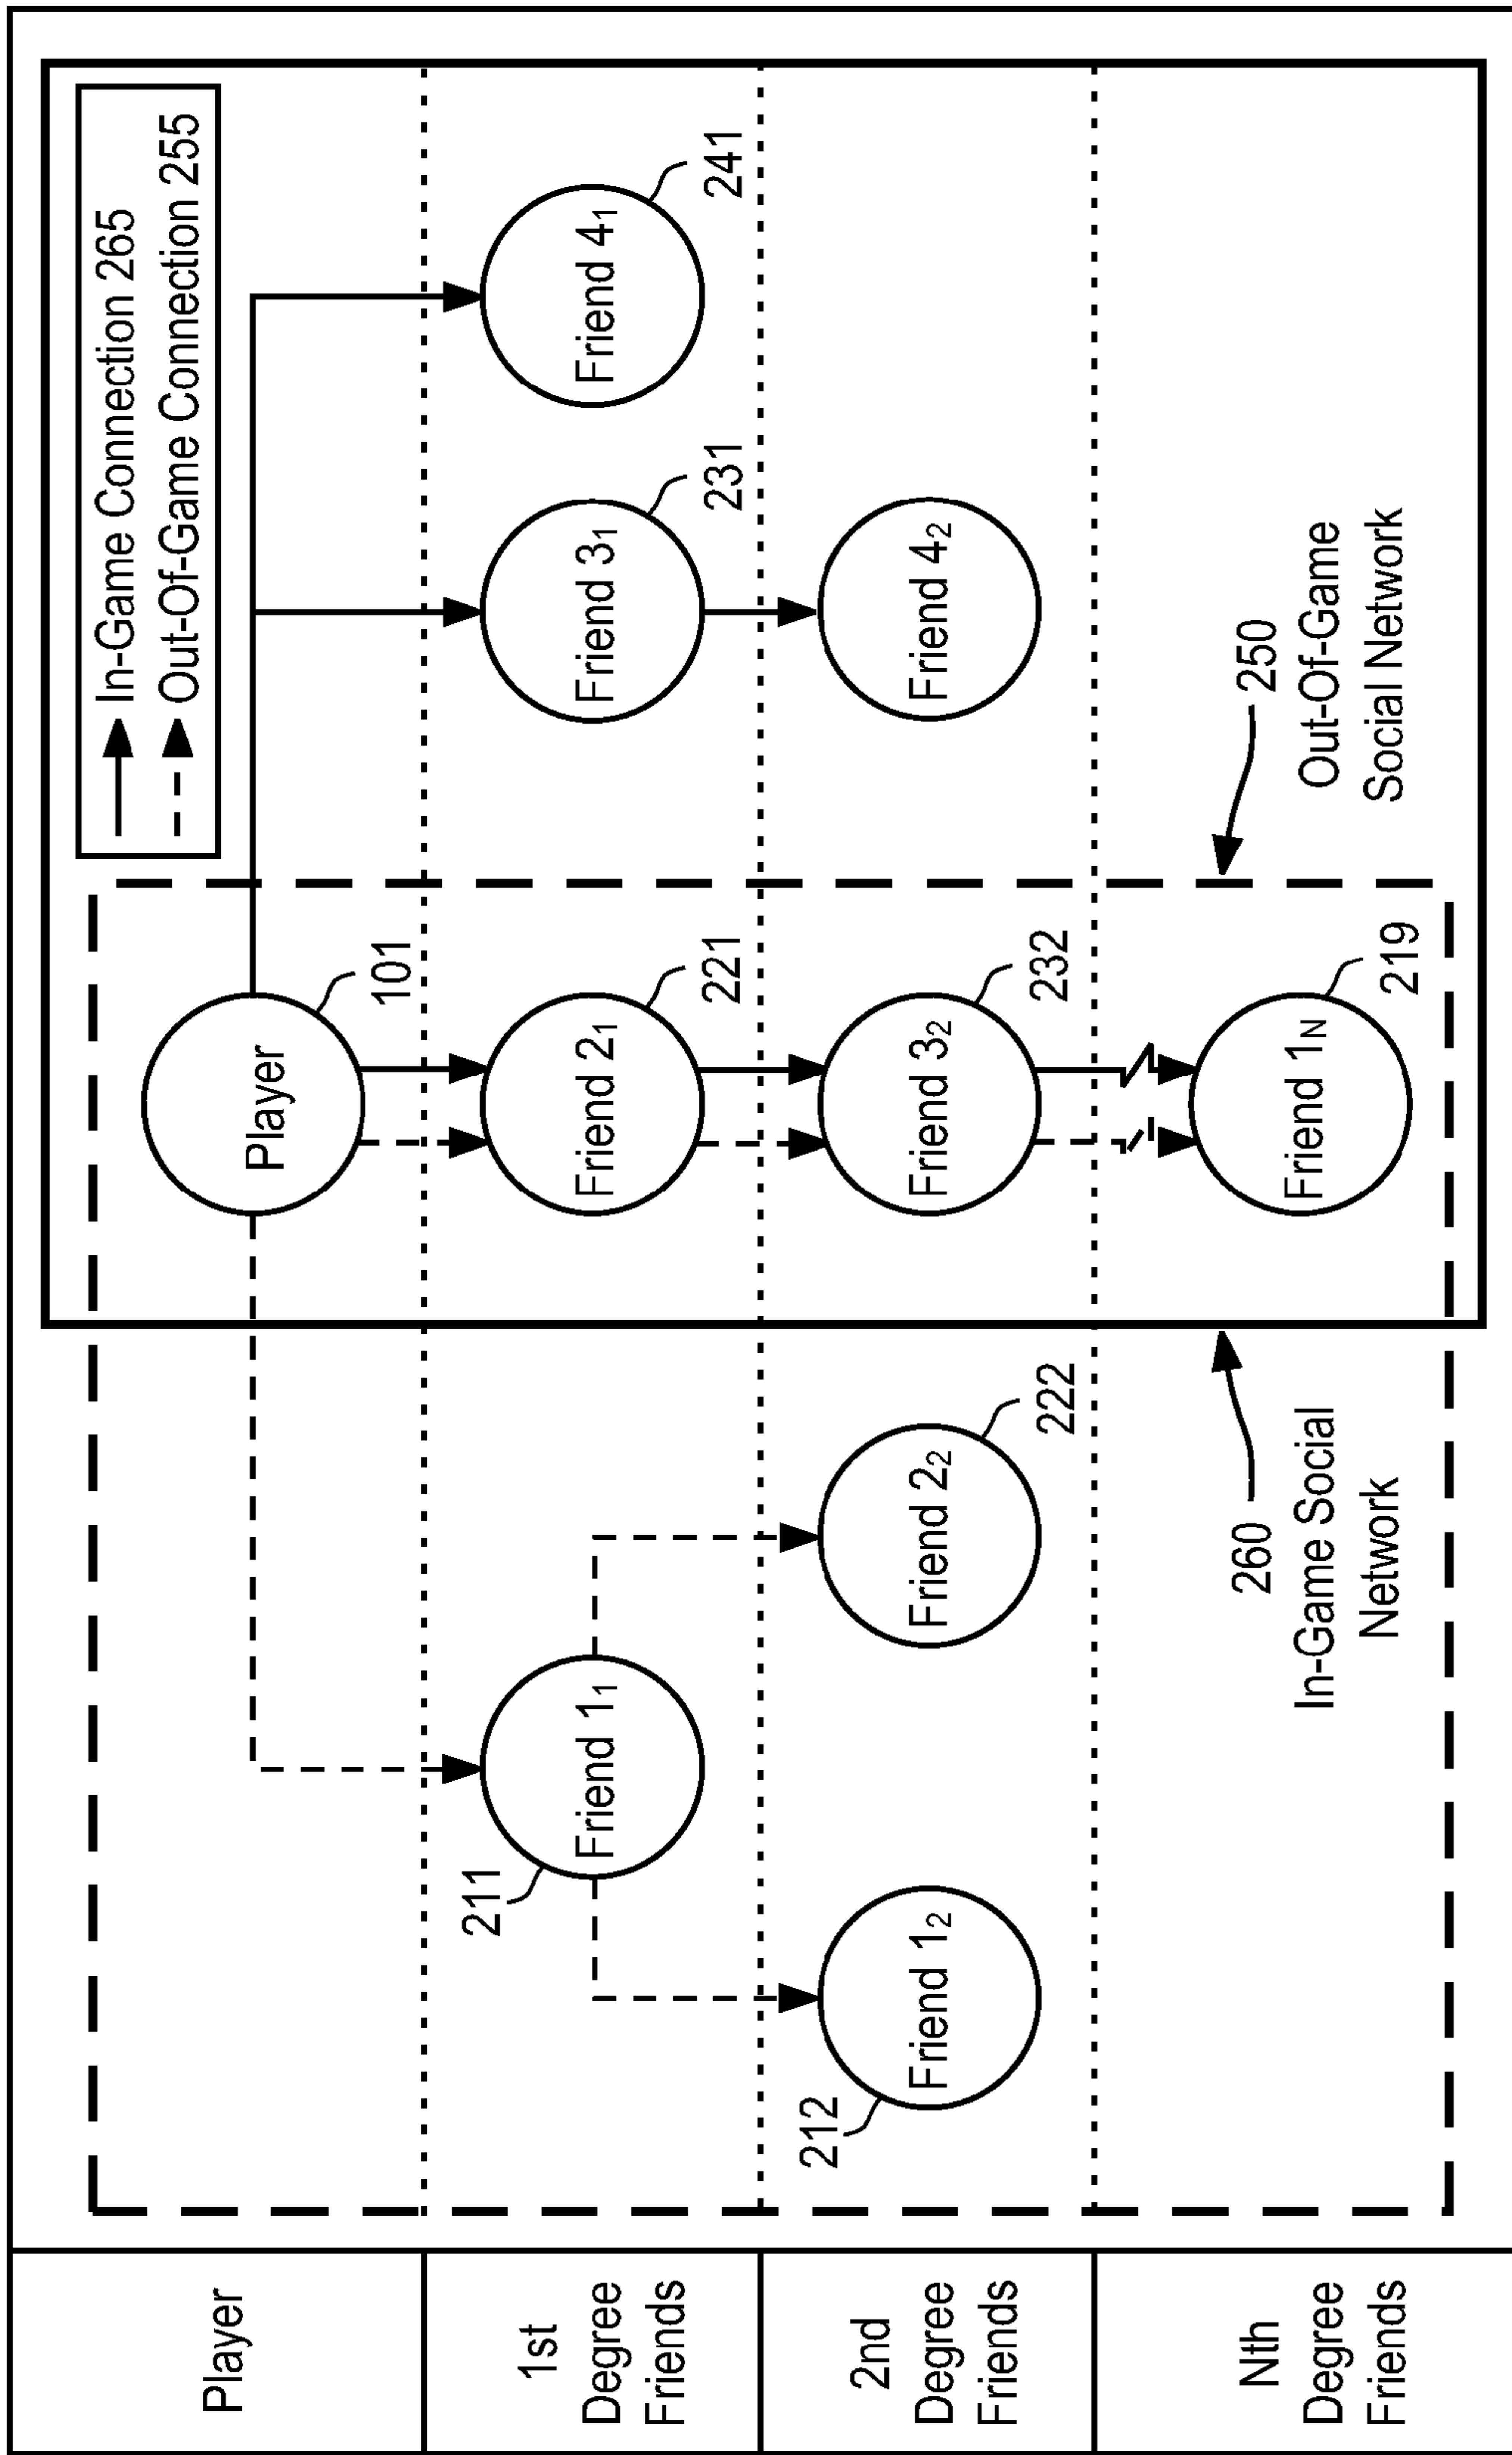 In-Game Connection 265
Out-Of-Game Connection 255
Player
Player
101
1st
Degree
Friends
211
Friend 1₁
Friend 2₁
221
Friend 3₁
231
Friend 4₁
241
2nd
Degree
Friends
212
Friend 1₂
Friend 2₂
222
Friend 3₂
232
Friend 4₂
Nth
Degree
Friends
260
In-Game Social
Network
Friend 1ₙ
219
250
Out-Of-Game
Social Network